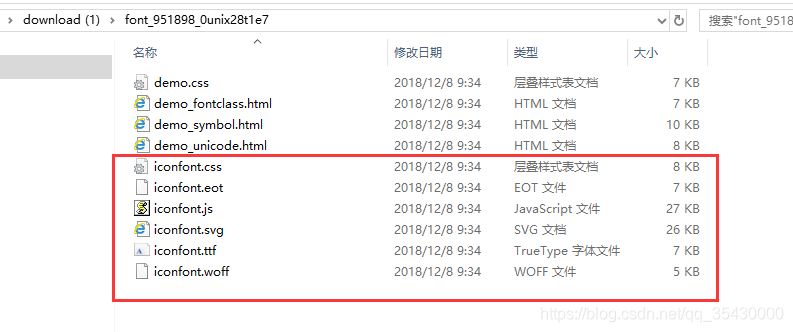 download (1) › font_951898_0unix28t1e7
搜索"font_951
名称 修改日期 类型 大小
demo.css 2018/12/8 9:34 层叠样式表文档 7 KB
demo_fontclass.html 2018/12/8 9:34 HTML 文档 7 KB
demo_symbol.html 2018/12/8 9:34 HTML 文档 10 KB
demo_unicode.html 2018/12/8 9:34 HTML 文档 8 KB
iconfont.css 2018/12/8 9:34 层叠样式表文档 8 KB
iconfont.eot 2018/12/8 9:34 EOT 文件 7 KB
iconfont.js 2018/12/8 9:34 JavaScript 文件 27 KB
iconfont.svg 2018/12/8 9:34 SVG 文档 26 KB
iconfont.ttf 2018/12/8 9:34 TrueType 字体文件 7 KB
iconfont.woff 2018/12/8 9:34 WOFF 文件 5 KB
https://blog.csdn.net/qq_35430000